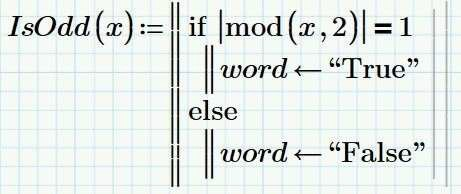 IsOdd(x):=‖ if |mod(x,2)|=1
‖ word←“True”
else
‖ word←“False”